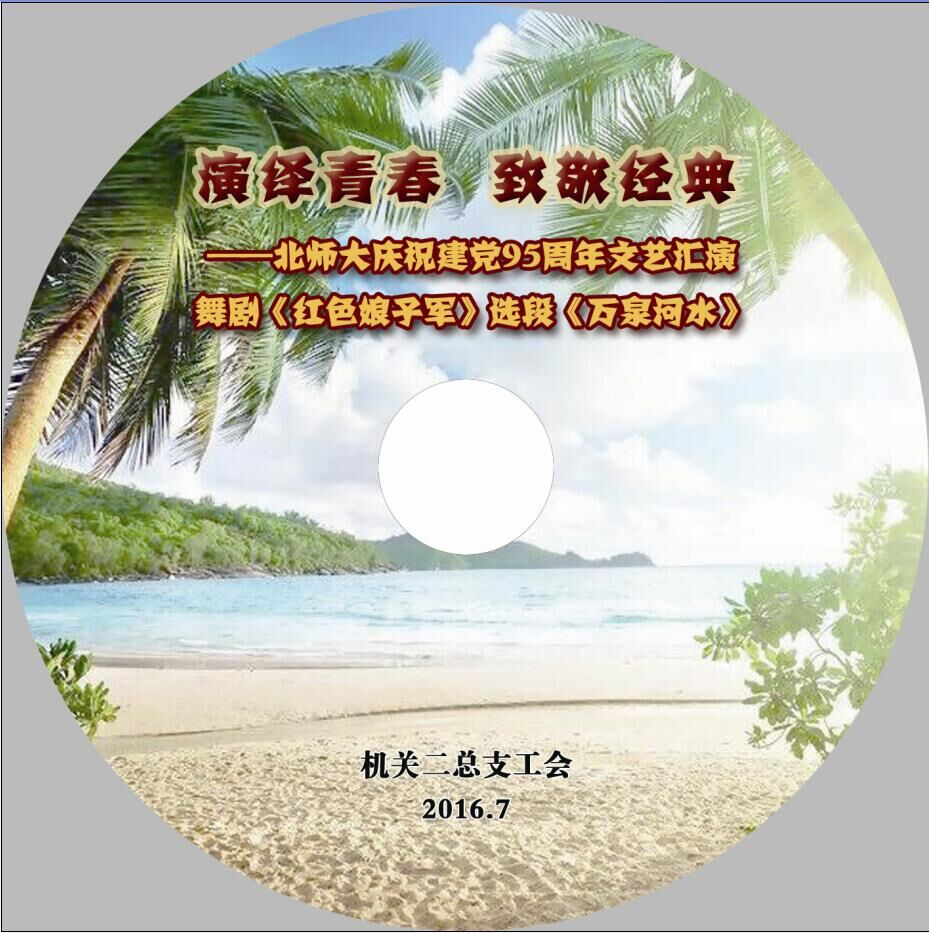 演绎青春 致敬经典
——北师大庆祝建党95周年文艺汇演
舞剧《红色娘子军》选段《万泉河水》
机关二总支工会
2016.7